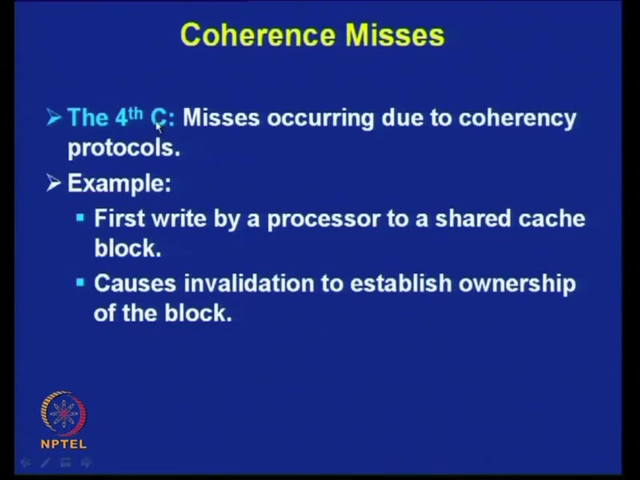 Coherence Misses
The 4th C: Misses occurring due to coherency
protocols.
Example:
First write by a processor to a shared cache
block.
Causes invalidation to establish ownership
of the block.
NPTEL